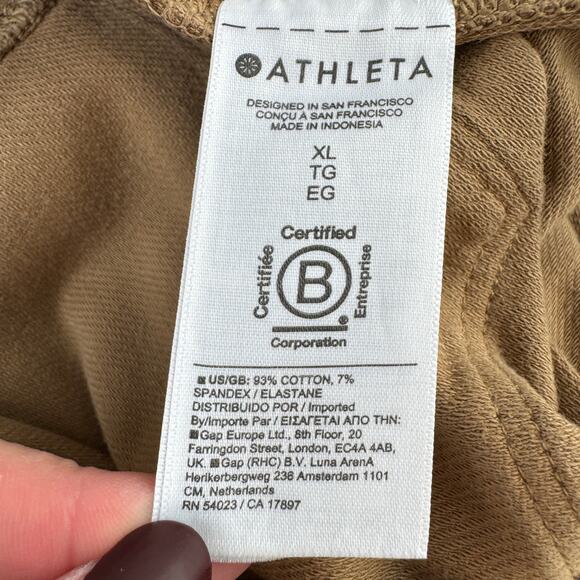 ATHLETA
DESIGNED IN SAN FRANCISCO
CONÇU À SAN FRANCISCO
MADE IN INDONESIA
XL
TG
EG
Certified
Certifiée
B
Entreprise
®
Corporation
US/GB: 93% COTTON, 7%
SPANDEX / ELASTANE
DISTRIBUIDO POR / Imported
By/Importe Par / ΕΙΣΑΓΕΤΑΙ ΑΠΟ ΤΗΝ:
Gap Europe Ltd., 8th Floor, 20
Farringdon Street, London, EC4A 4AB,
UK. Gap (RHC) B.V. Luna ArenA
Herikerbergweg 238 Amsterdam 1101
CM, Netherlands
RN 54023 / CA 17897